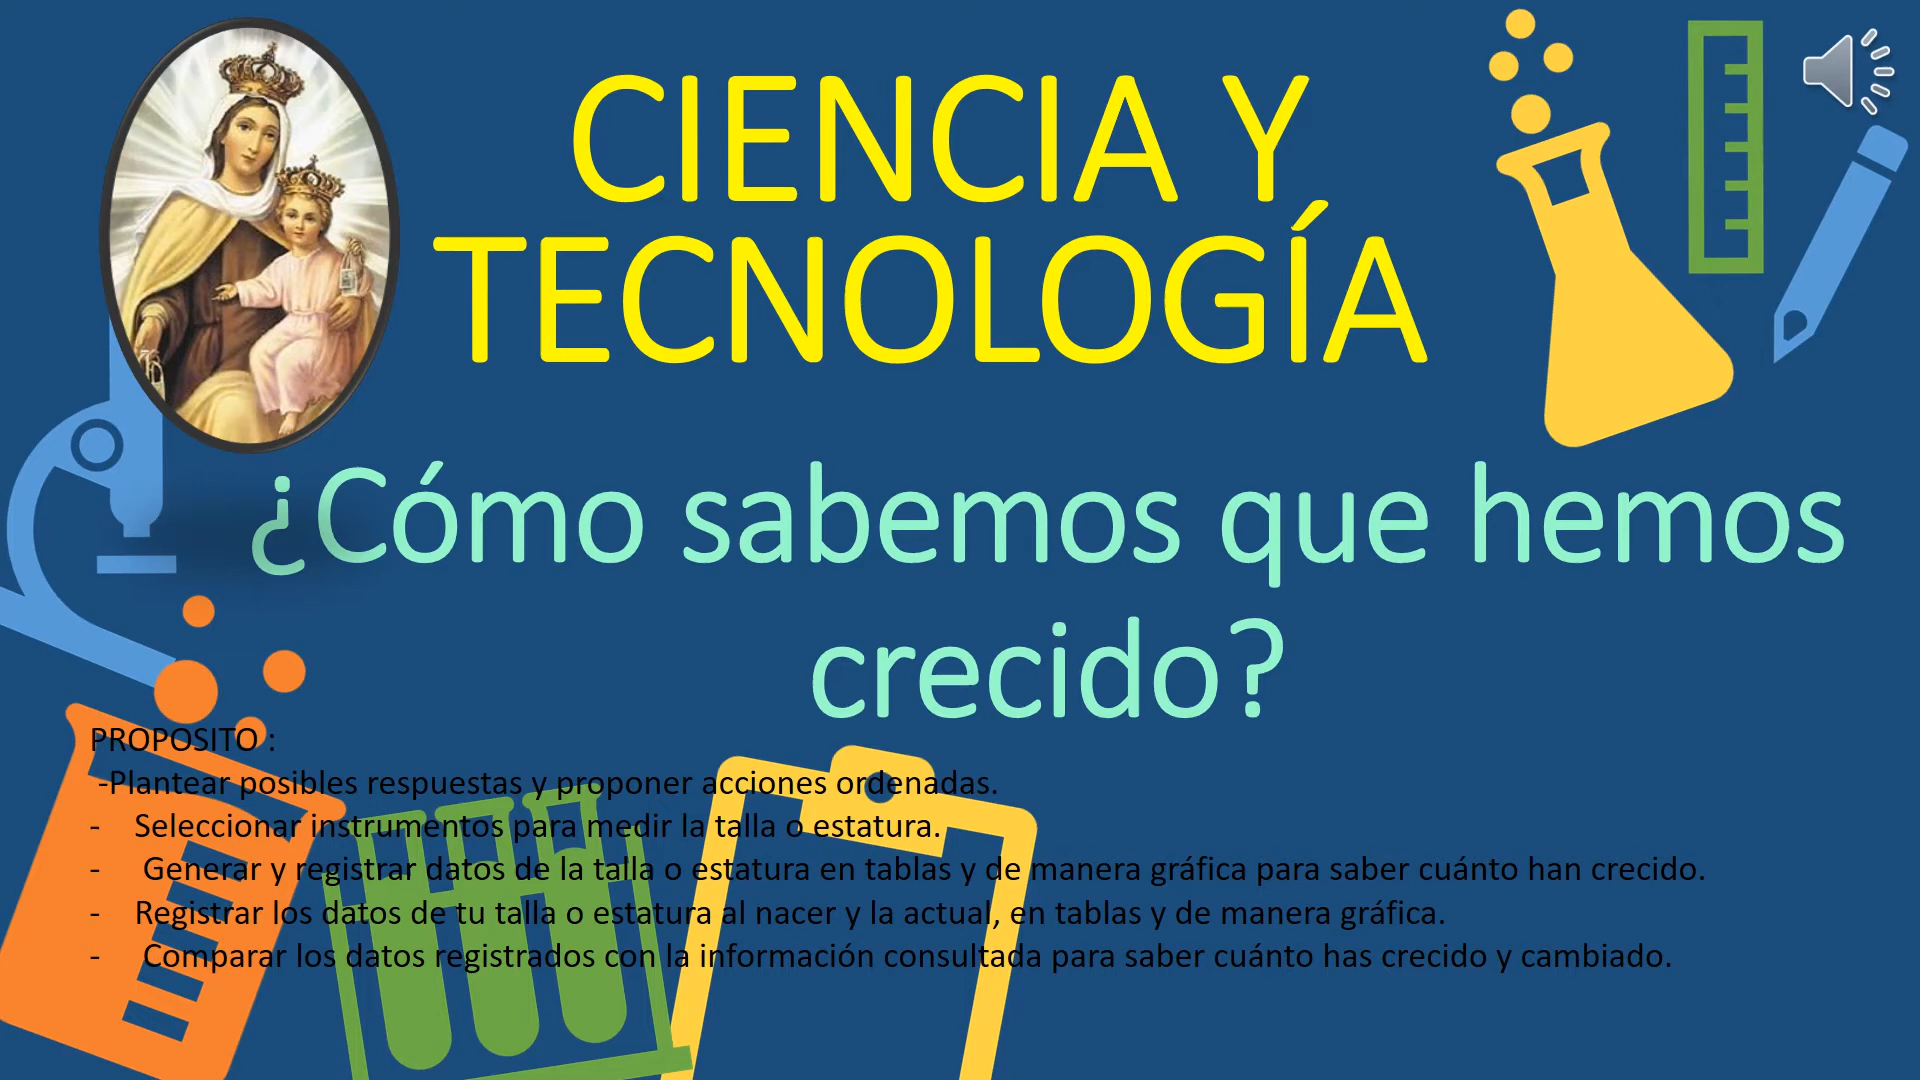 CIENCIA Y
TECNOLOGÍA
¿Cómo sabemos que hemos
crecido?
PROPOSITO :
-Plantear posibles respuestas y proponer acciones ordenadas.
- Seleccionar instrumentos para medir la talla o estatura.
- Generar y registrar datos de la talla o estatura en tablas y de manera gráfica para saber cuánto han crecido.
- Registrar los datos de tu talla o estatura al nacer y la actual, en tablas y de manera gráfica.
- Comparar los datos registrados con la información consultada para saber cuánto has crecido y cambiado.